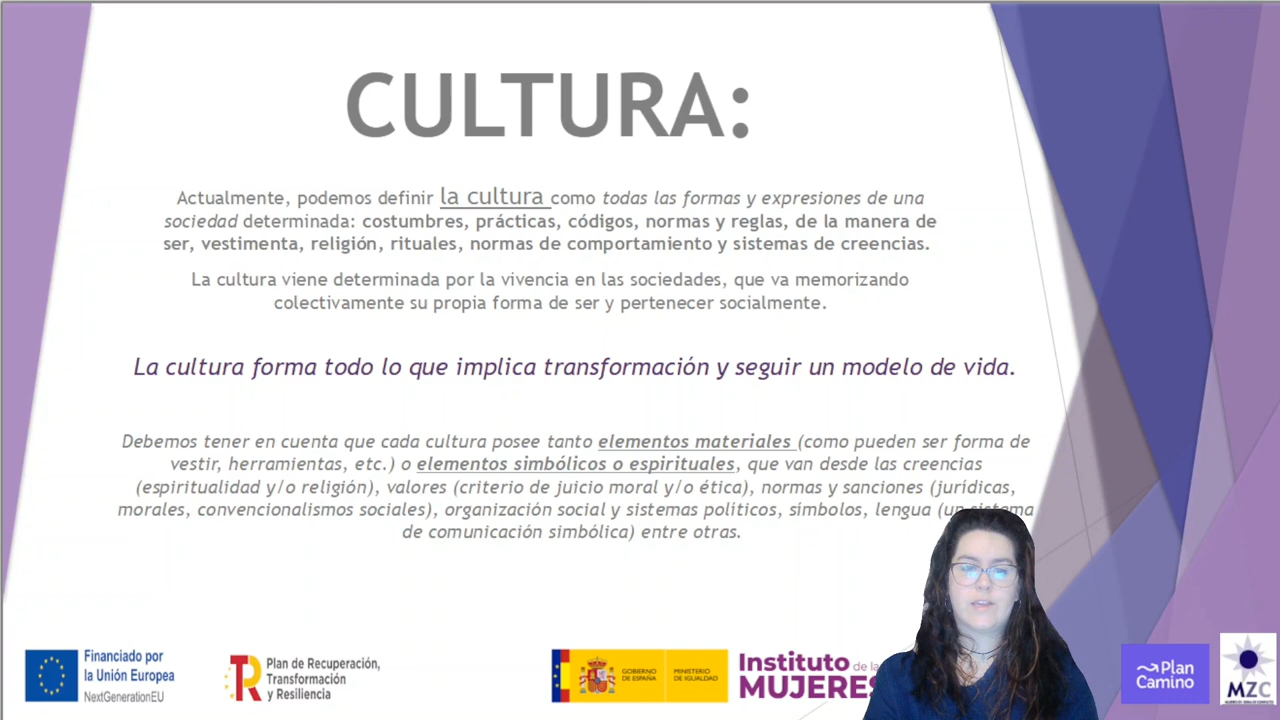 CULTURA:
Actualmente, podemos definir la cultura como todas las formas y expresiones de una
sociedad determinada: costumbres, prácticas, códigos, normas y reglas, de la manera de
ser, vestimenta, religión, rituales, normas de comportamiento y sistemas de creencias.
La cultura viene determinada por la vivencia en las sociedades, que va memorizando
colectivamente su propia forma de ser y pertenecer socialmente.
La cultura forma todo lo que implica transformación y seguir un modelo de vida.
Debemos tener en cuenta que cada cultura posee tanto elementos materiales (como pueden ser forma de
vestir, herramientas, etc.) o elementos simbólicos o espirituales, que van desde las creencias
(espiritualidad y/o religión), valores (criterio de juicio moral y/o ética), normas y sanciones (jurídicas,
morales, convencionalismos sociales), organización social y sistemas políticos, símbolos, lengua (un sistema
de comunicación simbólica) entre otras.
Financiado por
la Unión Europea
NextGenerationEU
Plan de Recuperación,
Transformación
y Resiliencia
GOBIERNO
DE ESPAÑA
MINISTERIO
DE IGUALDAD
Instituto de la
MUJERES
Plan
Camino
MZC